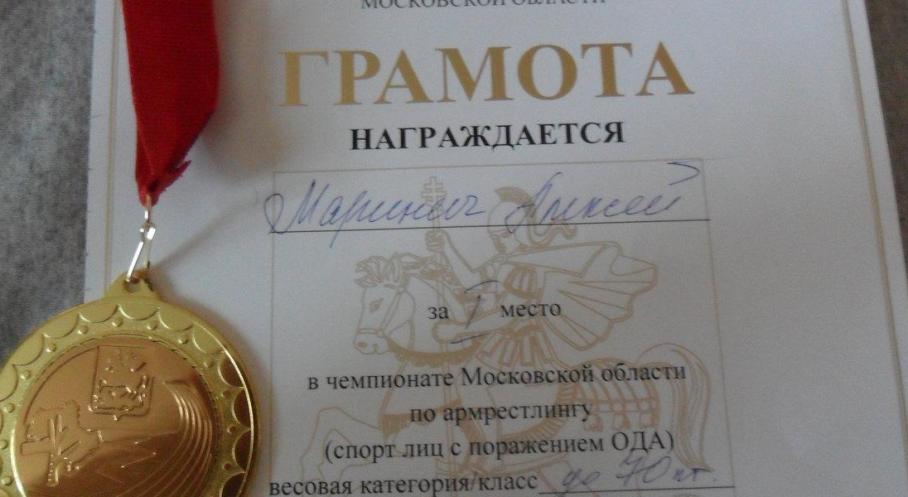 МОСКОВСКОЙ ОБЛАСТИ
ГРАМОТА
НАГРАЖДАЕТСЯ
Маринич Алексей
за I место
в чемпионате Московской области
по армрестлингу
(спорт лиц с поражением ОДА)
весовая категория/класс до 70 кг.